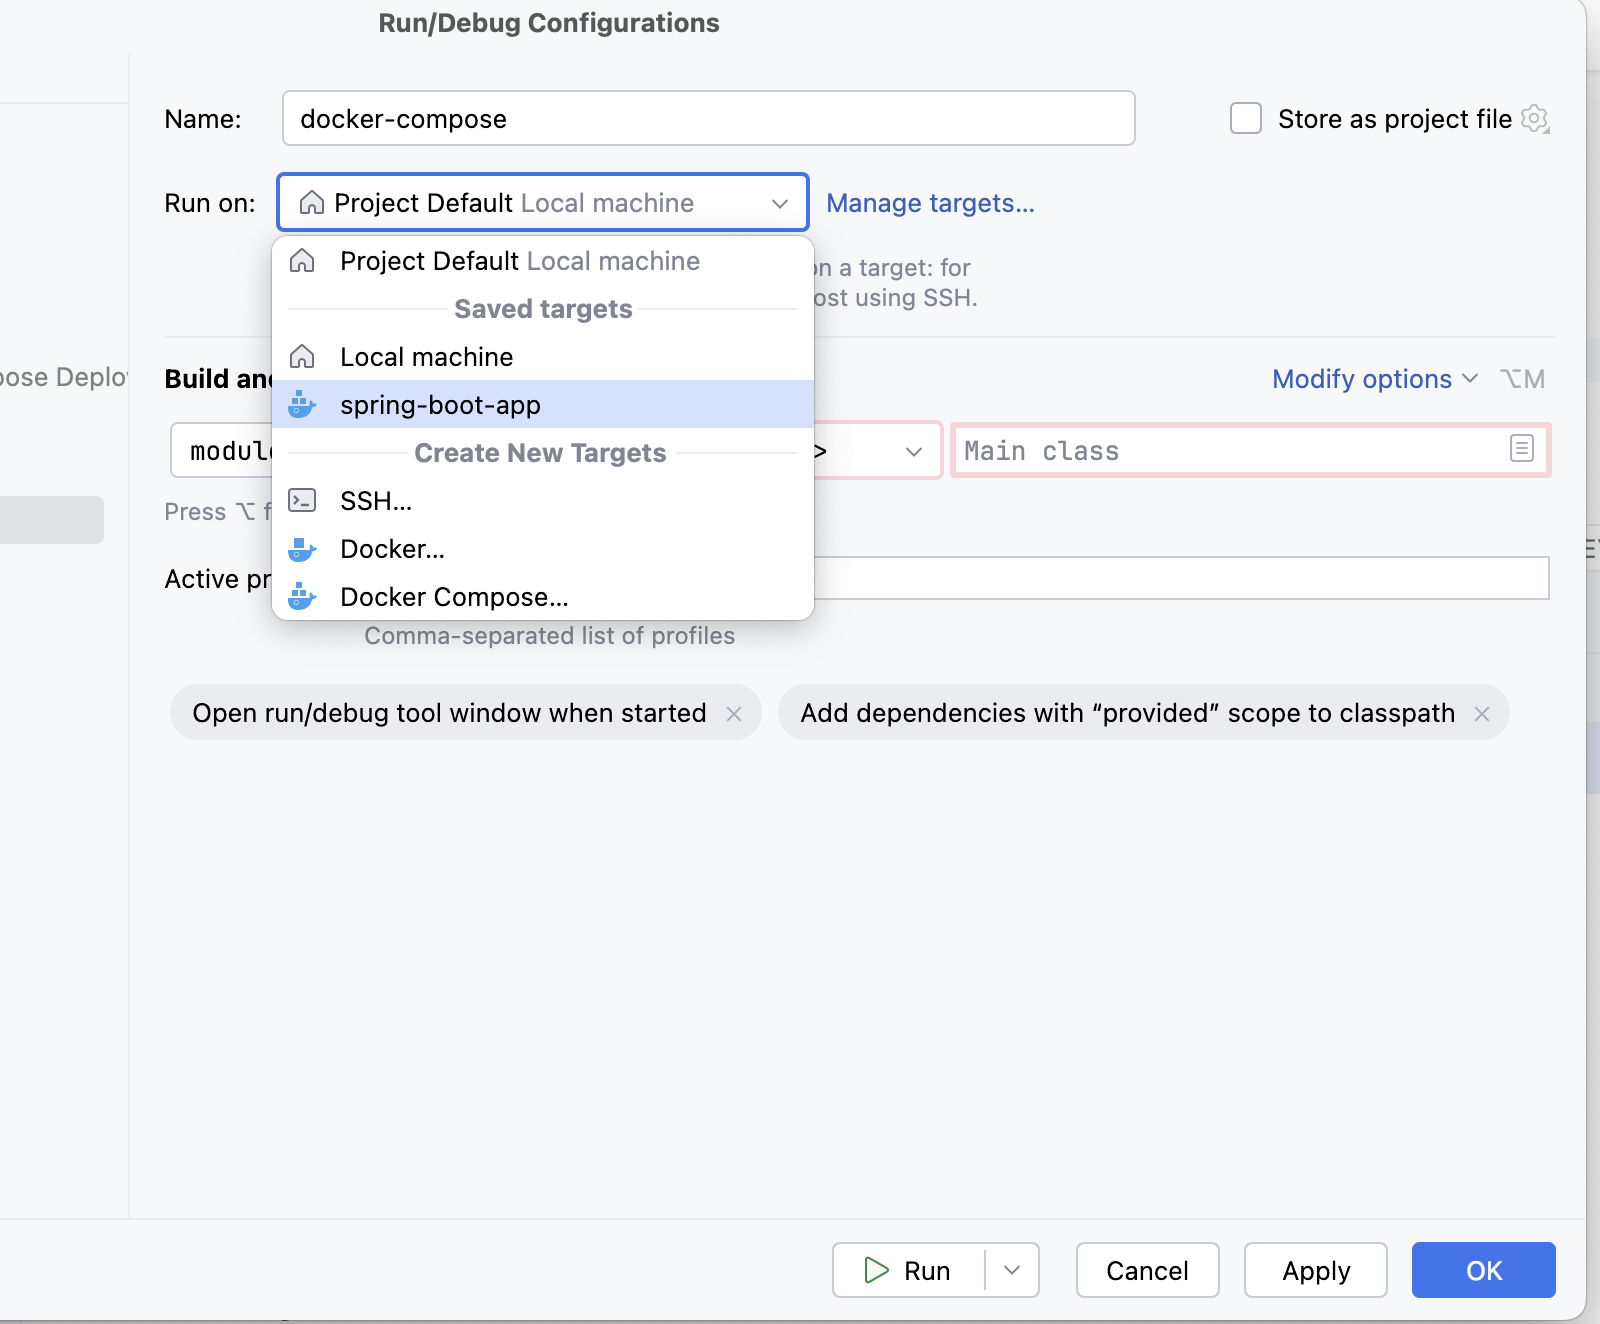 Run/Debug Configurations
Name: docker-compose Store as project file
Run on: Project Default Local machine Manage targets...
Project Default Local machine
on a target: for
Saved targets
ost using SSH.
Local machine
ose Deploy
Build and
Modify options ⌥M
spring-boot-app
Create New Targets
module > Main class
SSH...
Press ⌥ f
Docker...
Active pr
Docker Compose...
Comma-separated list of profiles
Open run/debug tool window when started × Add dependencies with “provided” scope to classpath ×
Run Cancel Apply OK